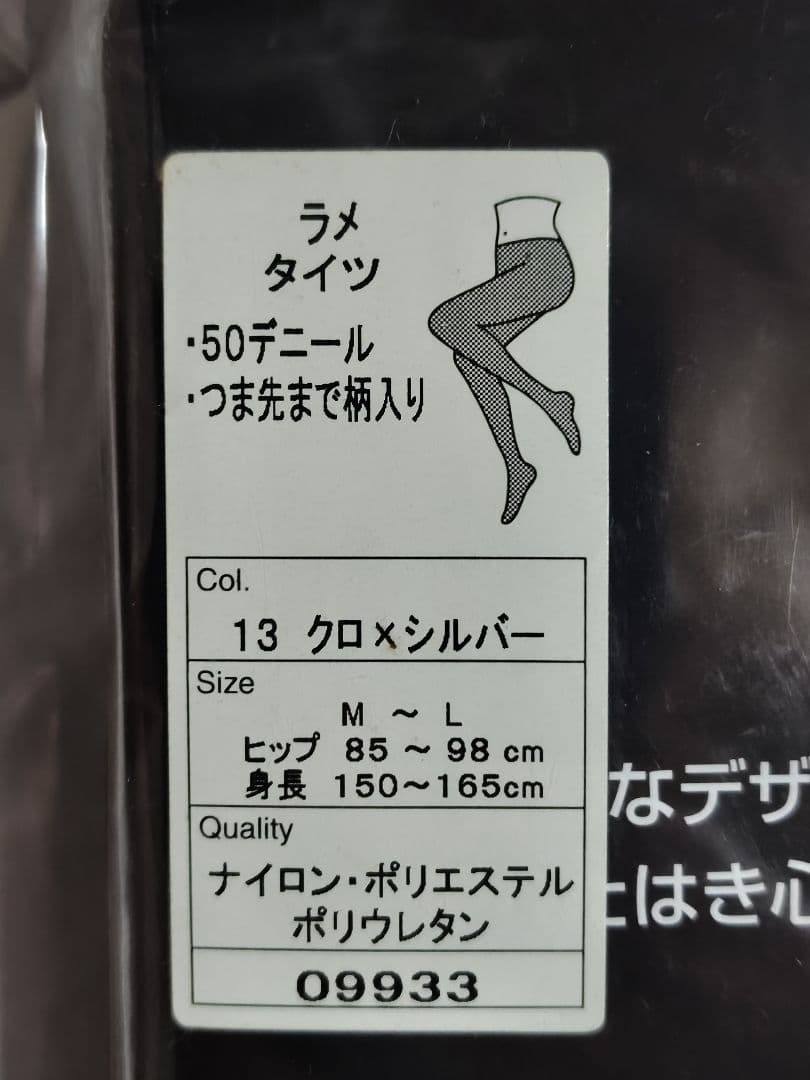 ラメ
タイツ
・50デニール
・つま先まで柄入り
Col.
13 クロ×シルバー
Size
M ～ L
ヒップ 85 ～ 98 cm
身長 150～165cm
Quality
ナイロン・ポリエステル
ポリウレタン
09933
なデザ
はき心